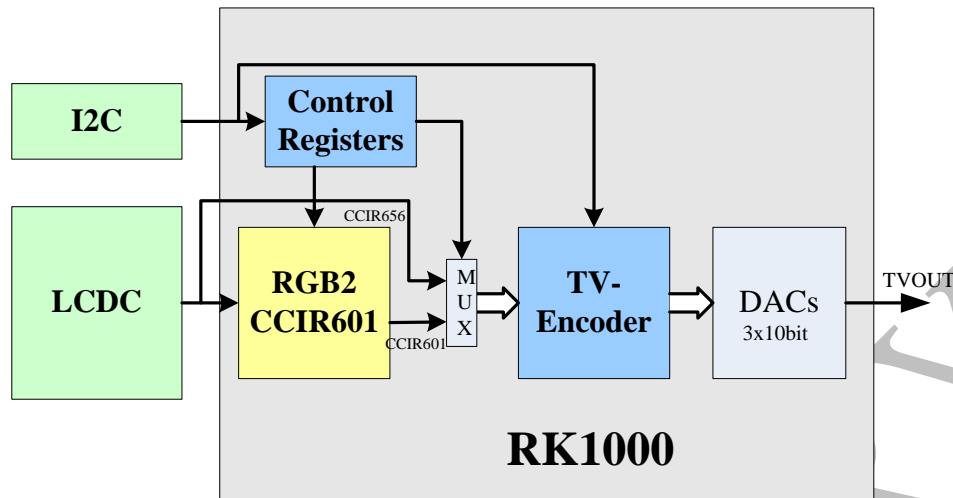 I2C
Control
Registers
CCIR656
LCDC
RGB2
CCIR601
CCIR601
M
U
X
TV-
Encoder
DACs
3x10bit
TVOUT
RK1000